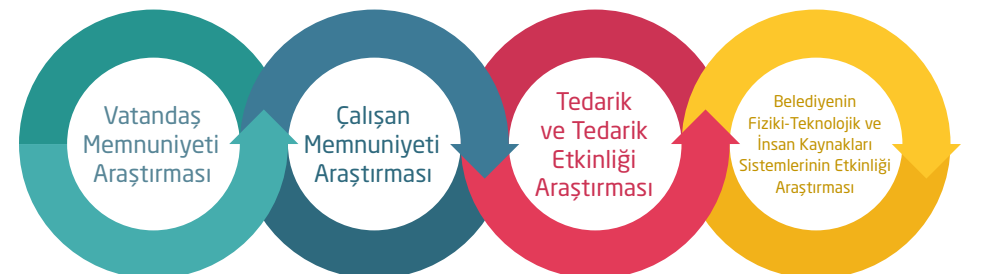 Vatandaş
Memnuniyeti
Araştırması
Çalışan
Memnuniyeti
Araştırması
Tedarik
ve Tedarik
Etkinliği
Araştırması
Belediyenin
Fiziki-Teknolojik ve
İnsan Kaynakları
Sistemlerinin Etkinliği
Araştırması